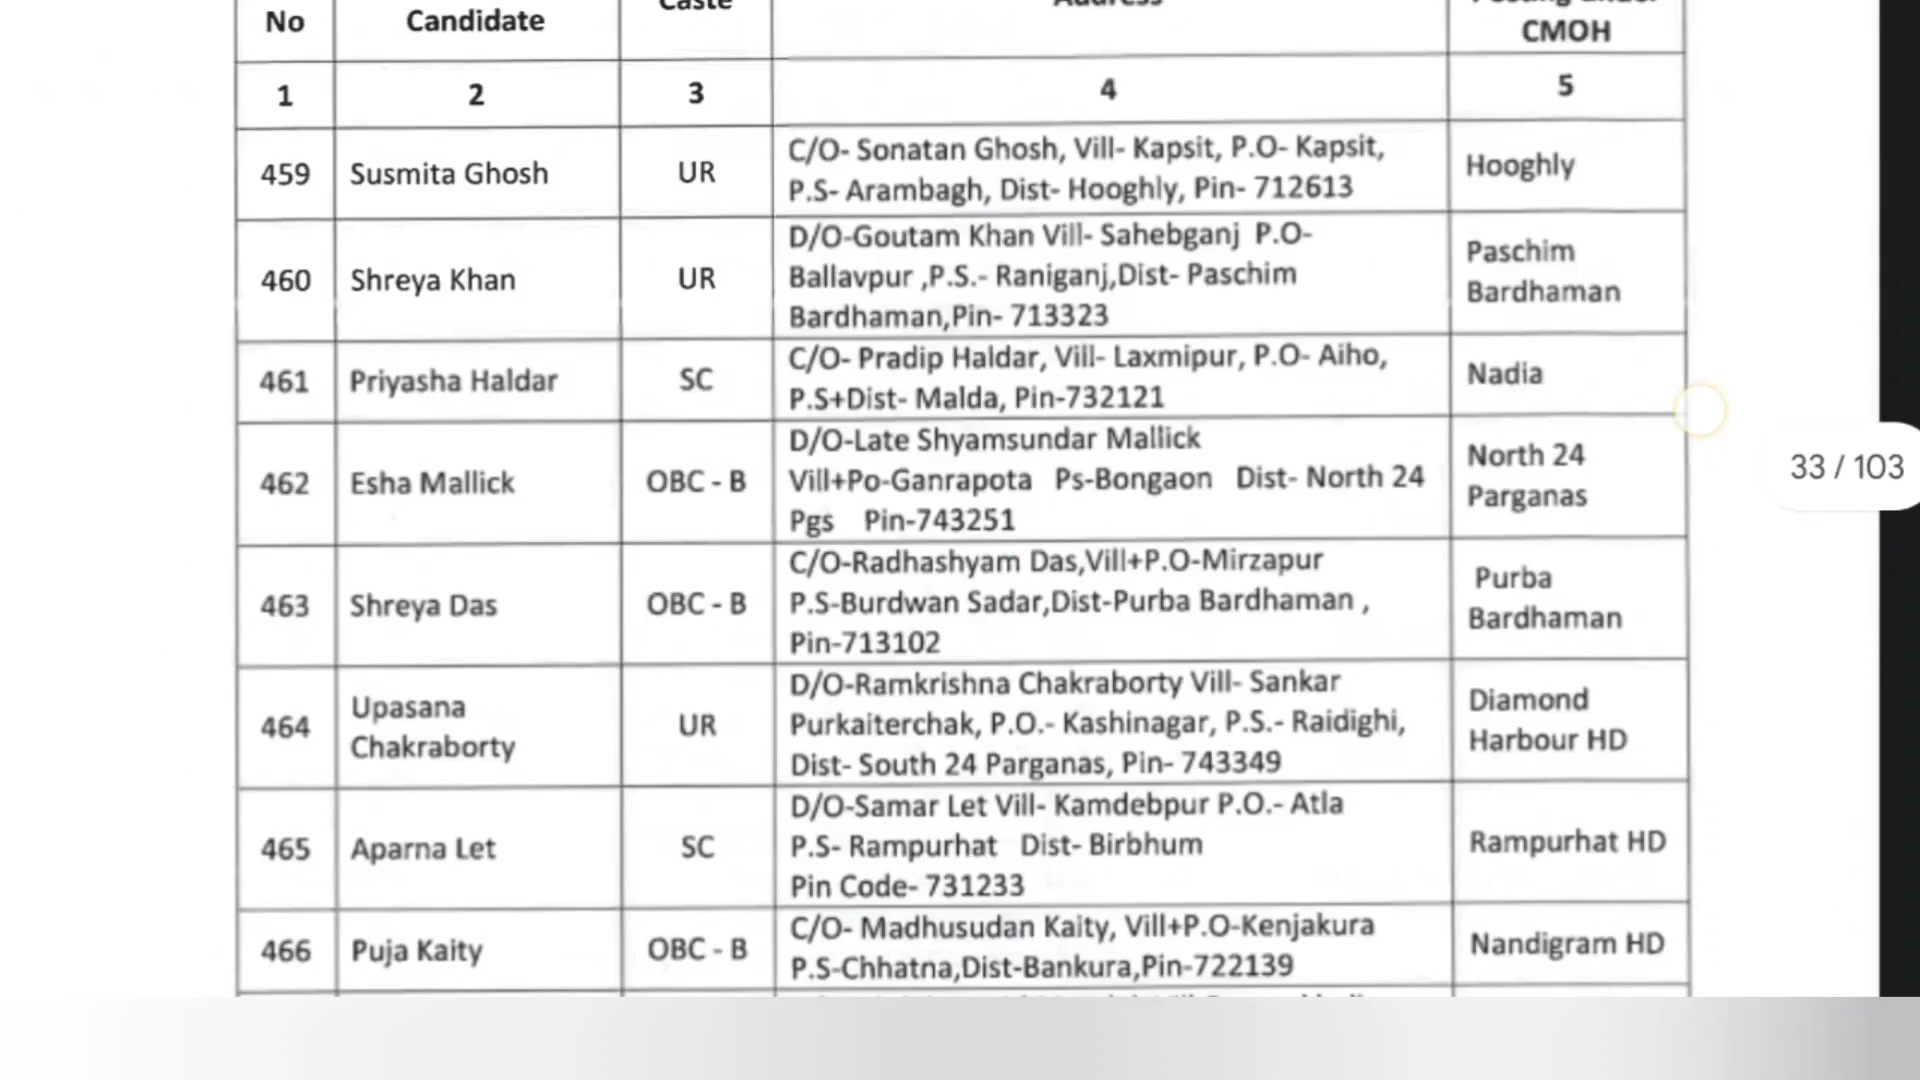 No
Candidate
Caste
Address
CMOH
1
2
3
4
5
459
Susmita Ghosh
UR
C/O- Sonatan Ghosh, Vill- Kapsit, P.O- Kapsit,
P.S- Arambagh, Dist- Hooghly, Pin- 712613
Hooghly
460
Shreya Khan
UR
D/O-Goutam Khan Vill- Sahebganj P.O-
Ballavpur ,P.S.- Raniganj,Dist- Paschim
Bardhaman,Pin- 713323
Paschim
Bardhaman
461
Priyasha Haldar
SC
C/O- Pradip Haldar, Vill- Laxmipur, P.O- Aiho,
P.S+Dist- Malda, Pin-732121
Nadia
462
Esha Mallick
OBC - B
D/O-Late Shyamsundar Mallick
Vill+Po-Ganrapota Ps-Bongaon Dist- North 24
Pgs Pin-743251
North 24
Parganas
463
Shreya Das
OBC - B
C/O-Radhashyam Das,Vill+P.O-Mirzapur
P.S-Burdwan Sadar,Dist-Purba Bardhaman ,
Pin-713102
Purba
Bardhaman
464
Upasana
Chakraborty
UR
D/O-Ramkrishna Chakraborty Vill- Sankar
Purkaiterchak, P.O.- Kashinagar, P.S.- Raidighi,
Dist- South 24 Parganas, Pin- 743349
Diamond
Harbour HD
465
Aparna Let
SC
D/O-Samar Let Vill- Kamdebpur P.O.- Atla
P.S- Rampurhat Dist- Birbhum
Pin Code- 731233
Rampurhat HD
466
Puja Kaity
OBC - B
C/O- Madhusudan Kaity, Vill+P.O-Kenjakura
P.S-Chhatna,Dist-Bankura,Pin-722139
Nandigram HD
33 / 103